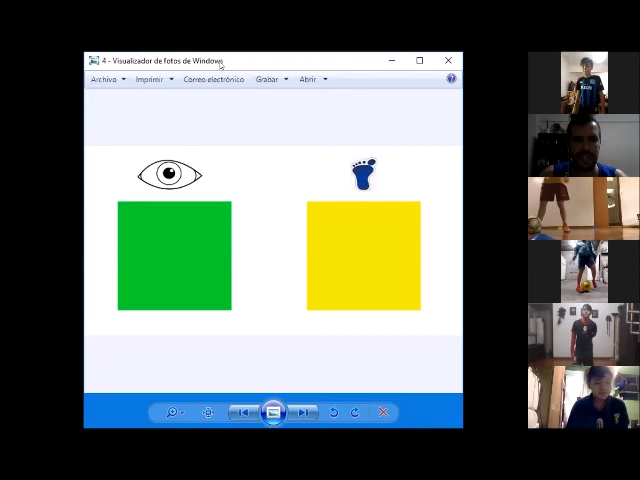 4 - Visualizador de fotos de Windows
Archivo Imprimir Correo electrónico Grabar Abrir